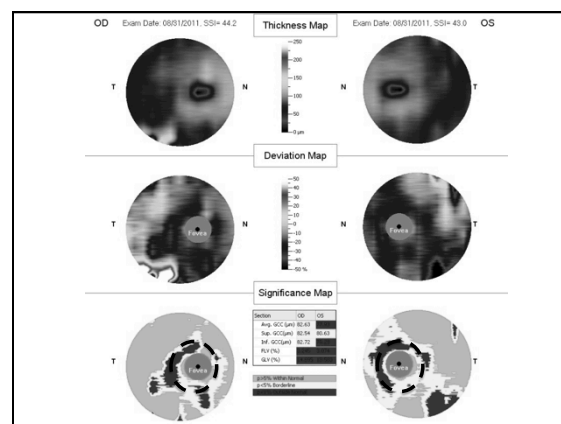 OD Exam Date: 08/31/2011, SSI= 44.2 Thickness Map Exam Date: 08/31/2011, SSI= 43.0 OS
250
200
T N 150 N T
100
50
0 µm
Deviation Map
50
40
30
20
T 10 N T
0
-10
Fovea -20 Fovea
-30
-40
-50 %
Significance Map
Section OD OS
Avg. GCC(µm) 82.63
Sup. GCC(µm) 82.54 80.63
T Inf. GCC(µm) 82.72 N T
Fovea FLV (%) Fovea
GLV (%)
p>5% Within Normal
p<5% Borderline